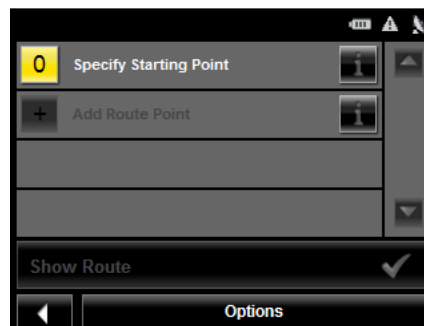 0 Specify Starting Point i
+ Add Route Point i
Show Route
Options